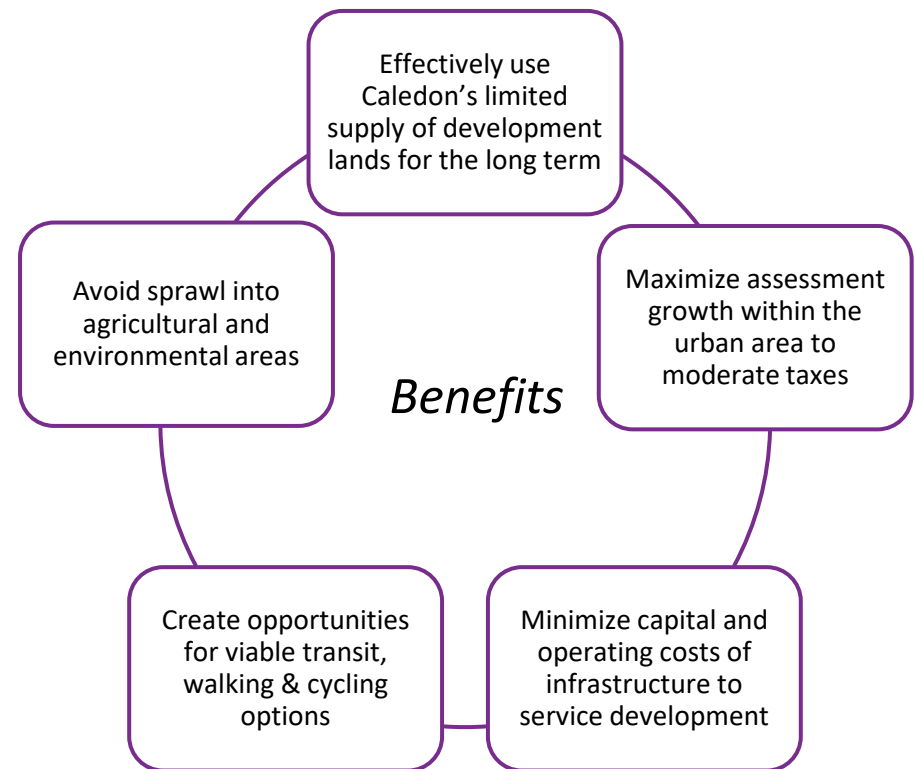 Effectively use
Caledon’s limited
supply of development
lands for the long term
Maximize assessment
growth within the
urban area to
moderate taxes
Minimize capital and
operating costs of
infrastructure to
service development
Create opportunities
for viable transit,
walking & cycling
options
Avoid sprawl into
agricultural and
environmental areas
Benefits